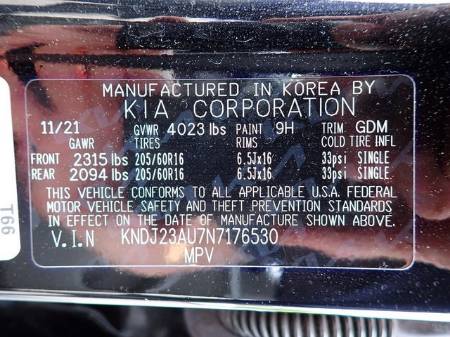 MANUFACTURED IN KOREA BY
KIA CORPORATION
11/21 GVWR 4023 lbs PAINT 9H TRIM GDM
GAWR TIRES RIMS COLD TIRE INFL
FRONT 2315 lbs 205/60R16 6.5Jx16 33psi SINGLE
REAR 2094 lbs 205/60R16 6.5Jx16 33psi SINGLE
THIS VEHICLE CONFORMS TO ALL APPLICABLE U.S.A. FEDERAL
MOTOR VEHICLE SAFETY AND THEFT PREVENTION STANDARDS
IN EFFECT ON THE DATE OF MANUFACTURE SHOWN ABOVE.
V.I.N KNDJ23AU7N7176530
MPV
T66